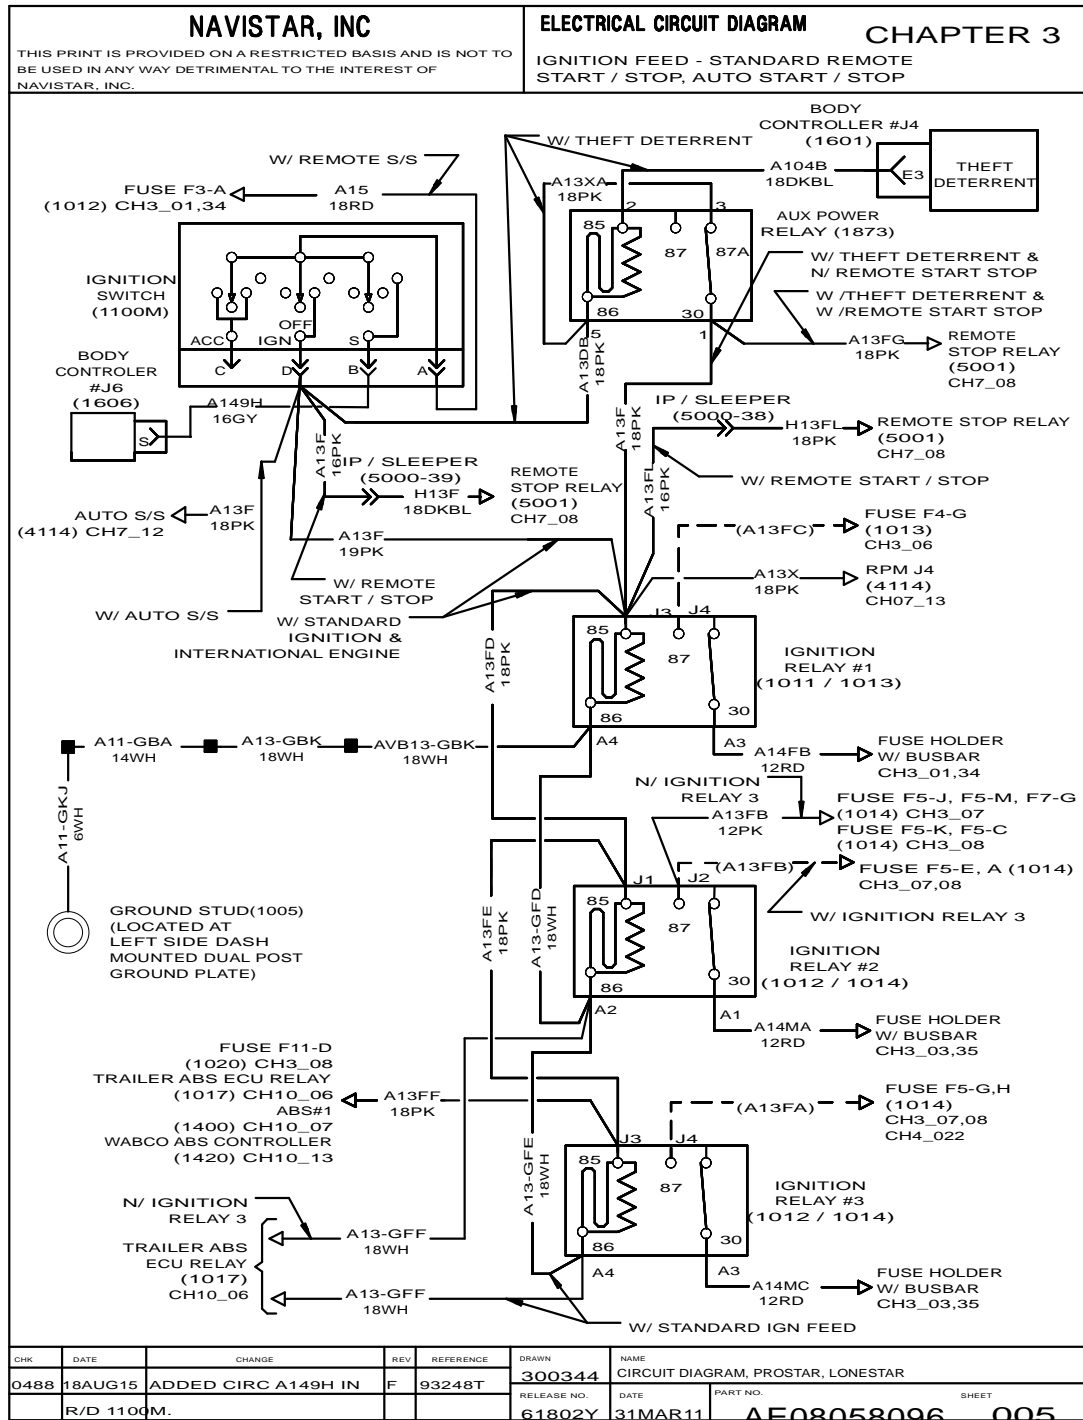 NAVISTAR, INC
THIS PRINT IS PROVIDED ON A RESTRICTED BASIS AND IS NOT TO
BE USED IN ANY WAY DETRIMENTAL TO THE INTEREST OF
NAVISTAR, INC.
ELECTRICAL CIRCUIT DIAGRAM
CHAPTER 3
IGNITION FEED - STANDARD REMOTE
START / STOP, AUTO START / STOP
BODY
CONTROLLER #J4
(1601)
W/ THEFT DETERRENT
W/ REMOTE S/S
A104B
18DKBL
E3
THEFT
DETERRENT
FUSE F3-A
(1012) CH3_01,34
A15
18RD
A13XA
18PK
2
3
85
87
87A
86
30
5
1
AUX POWER
RELAY (1873)
W/ THEFT DETERRENT &
N/ REMOTE START STOP
W /THEFT DETERRENT &
W /REMOTE START STOP
IGNITION
SWITCH
(1100M)
OFF
ACC
IGN
S
C
D
B
A
A13FG
18PK
REMOTE
STOP RELAY
(5001)
CH7_08
BODY
CONTROLER
#J6
(1606)
S
A149H
16GY
A13DB
18PK
A13F
18PK
IP / SLEEPER
(5000-38)
H13FL
18PK
REMOTE STOP RELAY
(5001)
CH7_08
A13F
16PK
IP / SLEEPER
(5000-39)
H13F
18DKBL
REMOTE
STOP RELAY
(5001)
CH7_08
A13FL
16PK
W/ REMOTE START / STOP
AUTO S/S
(4114) CH7_12
A13F
18PK
A13F
19PK
(A13FC)
FUSE F4-G
(1013)
CH3_06
A13X
18PK
RPM J4
(4114)
CH07_13
W/ REMOTE
START / STOP
W/ AUTO S/S
W/ STANDARD
IGNITION &
INTERNATIONAL ENGINE
A13FD
18PK
J3
J4
85
87
86
30
A4
A3
IGNITION
RELAY #1
(1011 / 1013)
A11-GBA
14WH
A13-GBK
18WH
AVB13-GBK
18WH
A14FB
12RD
FUSE HOLDER
W/ BUSBAR
CH3_01,34
N/ IGNITION
RELAY 3
A13FB
12PK
FUSE F5-J, F5-M, F7-G
(1014) CH3_07
FUSE F5-K, F5-C
(1014) CH3_08
A11-GKJ
6WH
(A13FB)
FUSE F5-E, A (1014)
CH3_07,08
W/ IGNITION RELAY 3
GROUND STUD(1005)
(LOCATED AT
LEFT SIDE DASH
MOUNTED DUAL POST
GROUND PLATE)
A13FE
18PK
A13-GFD
18WH
J1
J2
85
87
86
30
A2
A1
IGNITION
RELAY #2
(1012 / 1014)
A14MA
12RD
FUSE HOLDER
W/ BUSBAR
CH3_03,35
FUSE F11-D
(1020) CH3_08
TRAILER ABS ECU RELAY
(1017) CH10_06
ABS#1
(1400) CH10_07
WABCO ABS CONTROLLER
(1420) CH10_13
A13FF
18PK
(A13FA)
FUSE F5-G,H
(1014)
CH3_07,08
CH4_022
A13-GFE
18WH
J3
J4
85
87
86
30
A4
A3
IGNITION
RELAY #3
(1012 / 1014)
N/ IGNITION
RELAY 3
TRAILER ABS
ECU RELAY
(1017)
CH10_06
A13-GFF
18WH
A13-GFF
18WH
A14MC
12RD
FUSE HOLDER
W/ BUSBAR
CH3_03,35
W/ STANDARD IGN FEED
CHK DATE CHANGE REV REFERENCE
0488 18AUG15 ADDED CIRC A149H IN F 93248T
R/D 1100M.
DRAWN
300344
NAME
CIRCUIT DIAGRAM, PROSTAR, LONESTAR
RELEASE NO.
61802Y
DATE
31MAR11
PART NO.
AE08058096
SHEET
005